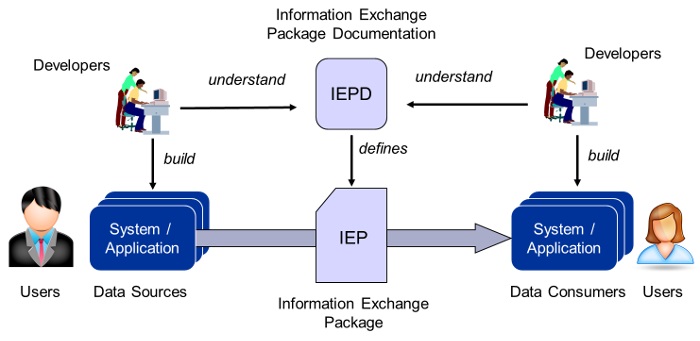 Information Exchange
Package Documentation
Developers
Developers
understand
understand
IEPD
build
defines
build
System /
Application
IEP
System /
Application
Users
Data Sources
Information Exchange
Package
Data Consumers
Users